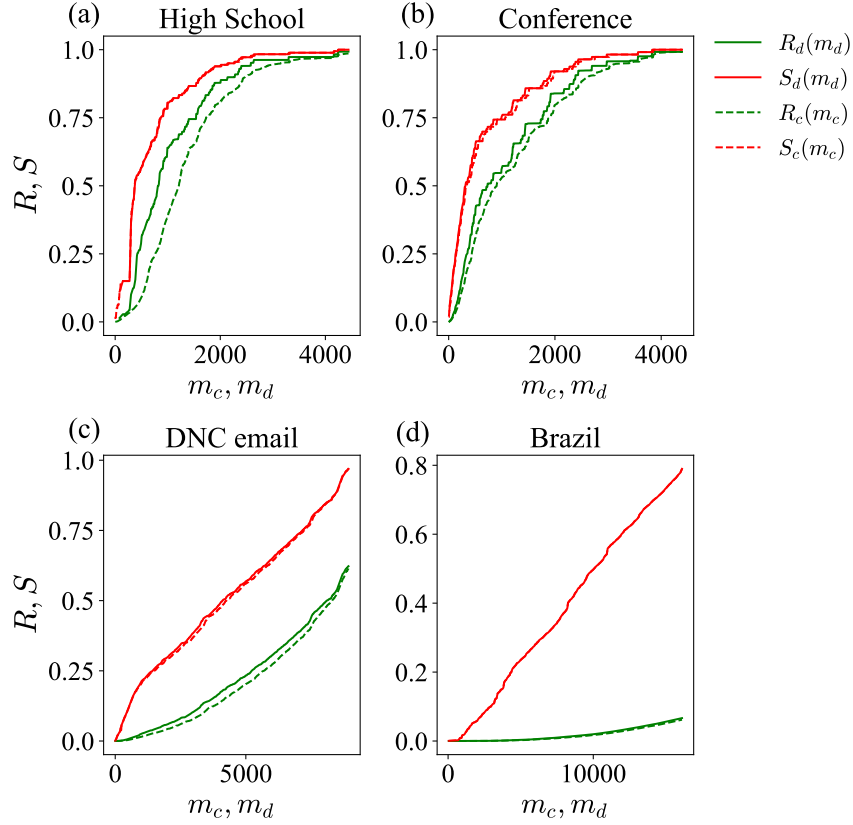 (a) High School
1.0
0.75
0.5
0.25
0.0
R, S
0 2000 4000
m_c, m_d
(b) Conference
1.0
0.75
0.5
0.25
0.0
0 2000 4000
m_c, m_d
R_d(m_d)
S_d(m_d)
R_c(m_c)
S_c(m_c)
(c) DNC email
1.0
0.75
0.5
0.25
0.0
R, S
0 5000
m_c, m_d
(d) Brazil
0.8
0.6
0.4
0.2
0.0
0 10000
m_c, m_d